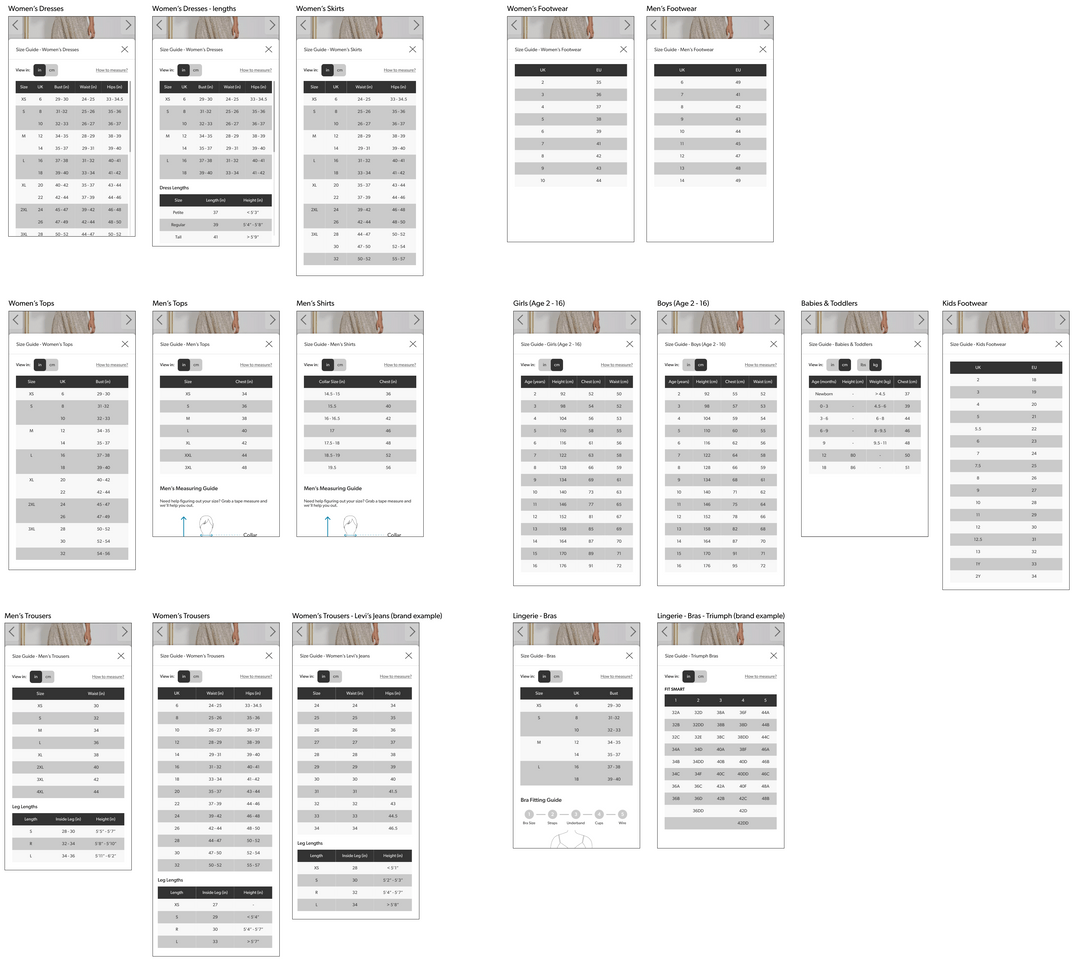 Women's Dresses
Size Guide - Women's Dresses
View in: in cm How to measure?
Size UK Bust (in) Waist (in) Hips (in)
XS 6 29 - 30 24 - 25 33 - 34.5
S 8 31-32 25 - 26 35 - 36
10 32 - 33 26 - 27 36 - 37
M 12 34 - 35 28 - 29 38 - 39
14 35 - 37 29 - 31 39 - 40
L 16 37 - 38 31 - 32 40 - 41
18 39 - 40 33 - 34 41 - 42
XL 20 40 - 42 35 - 37 43 - 44
22 42 - 44 37 - 39 44 - 46
2XL 24 45 - 47 39 - 42 46 - 48
26 47 - 49 42 - 44 48 - 50
3XL 28 50 - 52 44 - 47 50 - 52
Women's Dresses - lengths
Size Guide - Women's Dresses
View in: in cm How to measure?
Size UK Bust (in) Waist (in) Hips (in)
XS 6 29 - 30 24 - 25 33 - 34.5
S 8 31-32 25 - 26 35 - 36
10 32 - 33 26 - 27 36 - 37
M 12 34 - 35 28 - 29 38 - 39
14 35 - 37 29 - 31 39 - 40
L 16 37 - 38 31 - 32 40 - 41
18 39 - 40 33 - 34 41 - 42
Dress Lengths
Size Length (in) Height (in)
Petite 37 < 5'3"
Regular 39 5'4" - 5'8"
Tall 41 > 5'9"
Women's Skirts
Size Guide - Women's Skirts
View in: in cm How to measure?
Size UK Waist (in) Hips (in)
XS 6 24 - 25 33 - 34.5
S 8 25 - 26 35 - 36
10 26 - 27 36 - 37
M 12 28 - 29 38 - 39
14 29 - 31 39 - 40
L 16 31 - 32 40 - 41
18 33 - 34 41 - 42
XL 20 35 - 37 43 - 44
22 37 - 39 44 - 46
2XL 24 39 - 42 46 - 48
26 42 - 44 48 - 50
3XL 28 44 - 47 50 - 52
30 47 - 50 52 - 54
32 50 - 52 55 - 57
Women's Footwear
Size Guide - Women's Footwear
UK EU
2 35
3 36
4 37
5 38
6 39
7 41
8 42
9 43
10 44
Men's Footwear
Size Guide - Men's Footwear
UK EU
6 49
7 41
8 42
9 43
10 44
11 45
12 47
13 48
14 49
Women's Tops
Size Guide - Women's Tops
View in: in cm How to measure?
Size UK Bust (in)
XS 6 29 - 30
S 8 31-32
10 32 - 33
M 12 34 - 35
14 35 - 37
L 16 37 - 38
18 39 - 40
XL 20 40 - 42
22 42 - 44
2XL 24 45 - 47
26 47 - 49
3XL 28 50 - 52
30 52 - 54
32 54 - 56
Men's Tops
Size Guide - Men's Tops
View in: in cm How to measure?
Size Chest (in)
XS 34
S 36
M 38
L 40
XL 42
XXL 44
3XL 48
Men's Measuring Guide
Need help figuring out your size? Grab a tape measure and
we'll help you out.
Collar
Men's Shirts
Size Guide - Men's Shirts
View in: in cm How to measure?
Collar Size (in) Chest (in)
14.5 - 15 36
15.5 40
16 - 16.5 42
17 46
17.5 - 18 48
18.5 - 19 52
19.5 56
Men's Measuring Guide
Need help figuring out your size? Grab a tape measure and
we'll help you out.
Collar
Girls (Age 2 - 16)
Size Guide - Girls (Age 2 - 16)
View in: in cm How to measure?
Age (years) Height (cm) Chest (cm) Waist (cm)
2 92 52 50
3 98 54 52
4 104 59 54
5 110 58 55
6 116 61 56
7 122 63 58
8 128 66 59
9 134 69 61
10 140 73 63
11 146 77 65
12 152 81 67
13 158 85 69
14 164 87 70
15 170 89 71
16 176 91 72
Boys (Age 2 - 16)
Size Guide - Boys (Age 2 - 16)
View in: in cm How to measure?
Age (years) Height (cm) Chest (cm) Waist (cm)
2 92 55 52
3 98 57 53
4 104 59 54
5 110 60 55
6 116 62 56
7 122 64 58
8 128 66 59
9 134 68 61
10 140 71 62
11 146 75 64
12 152 78 66
13 158 82 68
14 164 87 70
15 170 91 71
16 176 95 72
Babies & Toddlers
Size Guide - Babies & Toddlers
View in: in cm lbs kg
Age (months) Height (cm) Weight (kg) Chest (cm)
Newborn - > 4.5 37
0 - 3 - 4.5 - 6 39
3 - 6 - 6 - 8 44
6 - 9 - 8 - 9.5 46
9 - 9.5 - 11 48
12 80 - 50
18 86 - 51
Kids Footwear
Size Guide - Kids Footwear
UK EU
2 18
3 19
4 20
5 21
5.5 22
6 23
7 24
7.5 25
8 26
9 27
10 28
11 29
12 30
12.5 31
13 32
1Y 33
2Y 34
Men's Trousers
Size Guide - Men's Trousers
View in: in cm How to measure?
Size Waist (in)
XS 30
S 32
M 34
L 36
XL 38
2XL 40
3XL 42
4XL 44
Leg Lengths
Length Inside Leg (in) Height (in)
S 28 - 30 5'5" - 5'7"
R 32 - 34 5'8" - 5'10"
L 34 - 36 5'11" - 6'2"
Women's Trousers
Size Guide - Women's Trousers
View in: in cm How to measure?
UK Waist (in) Hips (in)
6 24 - 25 33 - 34.5
8 25 - 26 35 - 36
10 26 - 27 36 - 37
12 28 - 29 38 - 39
14 29 - 31 39 - 40
16 31 - 32 40 - 41
18 33 - 34 41 - 42
20 35 - 37 43 - 44
22 37 - 39 44 - 46
24 39 - 42 46 - 48
26 42 - 44 48 - 50
28 44 - 47 50 - 52
30 47 - 50 52 - 54
32 50 - 52 55 - 57
Leg Lengths
Length Inside Leg (in) Height (in)
XS 27 -
S 29 < 5'4"
R 30 5'4" - 5'7"
L 33 > 5'7"
Women's Trousers - Levi's Jeans (brand example)
Size Guide - Women's Levi's Jeans
View in: in cm How to measure?
Size Waist (in) Hips (in)
24 24 34
25 25 35
26 26 36
27 27 37
28 28 38
29 29 39
30 30 40
31 31 41.5
32 32 43
33 33 44.5
34 34 46.5
Leg Lengths
Length Inside Leg (in) Height (in)
XS 28 < 5'1"
S 30 5'2" - 5'3"
R 32 5'4" - 5'7"
L 34 > 5'8"
Lingerie - Bras
Size Guide - Bras
View in: in cm How to measure?
Size UK Bust
XS 6 29 - 30
S 8 31-32
10 32 - 33
M 12 34 - 35
14 35 - 37
L 16 37 - 38
18 39 - 40
Bra Fitting Guide
1 2 3 4 5
Bra Size Straps Underband Cups Wire
Lingerie - Bras - Triumph (brand example)
Size Guide - Triumph Bras
View in: in cm How to measure?
FIT SMART
1 2 3 4 5
32A 32D 38A 36F 44A
32B 32DD 38B 38D 44B
32C 32E 38C 38DD 44C
34A 34D 40A 38F 46A
34B 34DD 40B 40D 46B
34C 34F 40C 40DD 46C
36A 36C 42A 40F 48A
36B 36D 42B 42C 48B
36DD 42D
42DD